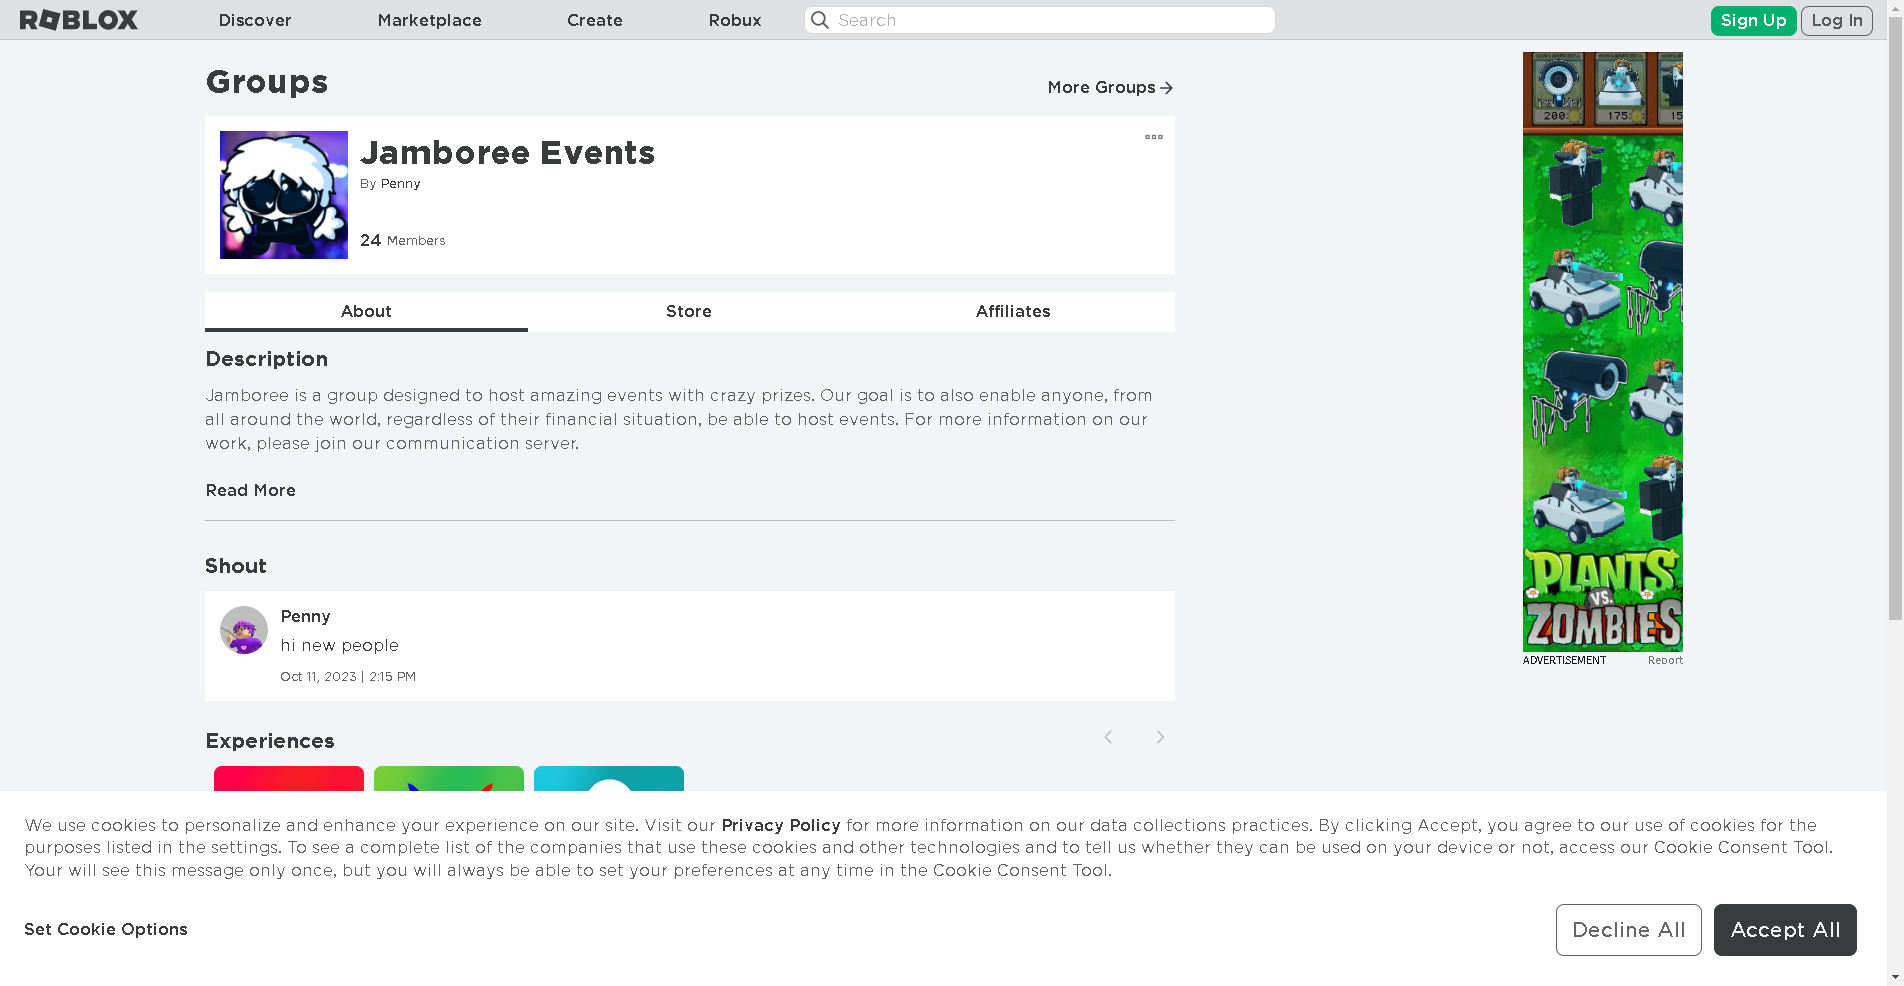 ROBLOX Discover Marketplace Create Robux Search Sign Up Log In
Groups
More Groups
Jamboree Events
By Penny
24 Members
About Store Affiliates
Description
Jamboree is a group designed to host amazing events with crazy prizes. Our goal is to also enable anyone, from
all around the world, regardless of their financial situation, be able to host events. For more information on our
work, please join our communication server.
Read More
Shout
Penny
hi new people
Oct 11, 2023 | 2:15 PM
Experiences
200 175 15
PLANTS
VS.
ZOMBIES
ADVERTISEMENT Report
We use cookies to personalize and enhance your experience on our site. Visit our Privacy Policy for more information on our data collections practices. By clicking Accept, you agree to our use of cookies for the
purposes listed in the settings. To see a complete list of the companies that use these cookies and other technologies and to tell us whether they can be used on your device or not, access our Cookie Consent Tool.
Your will see this message only once, but you will always be able to set your preferences at any time in the Cookie Consent Tool.
Set Cookie Options
Decline All Accept All